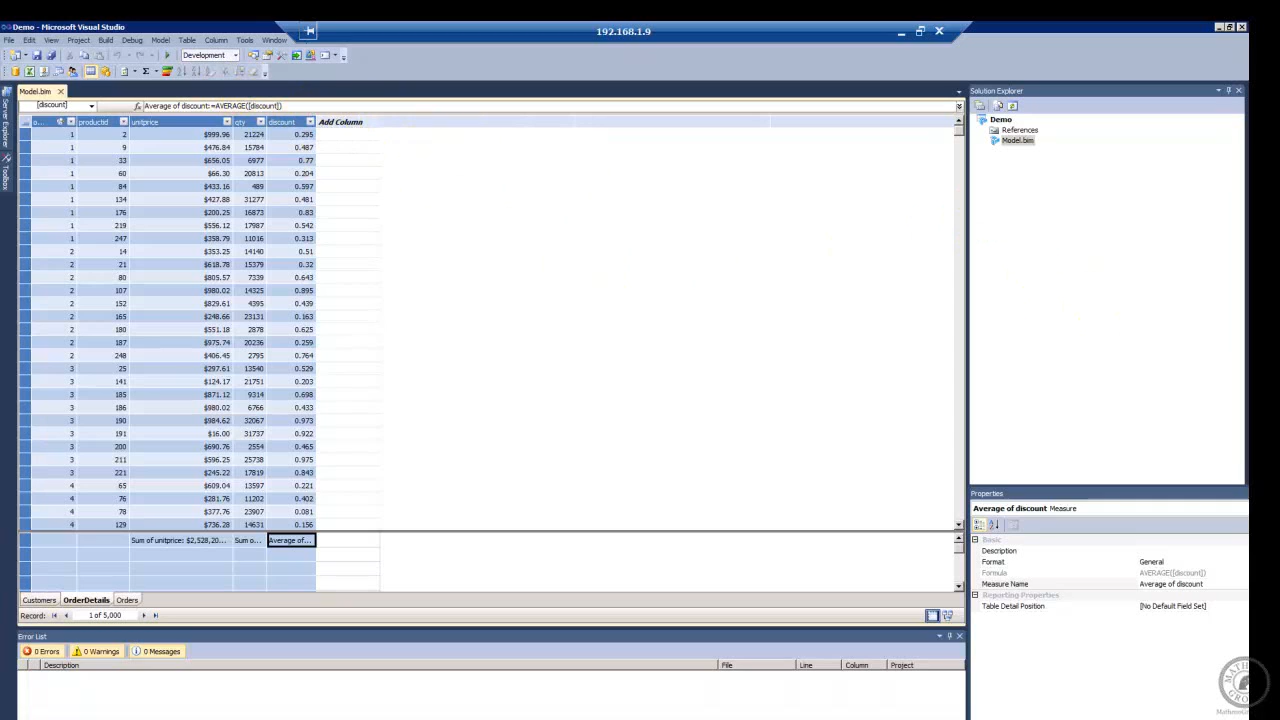 Demo - Microsoft Visual Studio
192.168.1.9
File Edit View Project Build Debug Model Table Column Tools Window
Development
Model.bim
[discount] fx Average of discount:=AVERAGE([discount])
o... productid unitprice qty discount Add Column
1 2 $999.96 21224 0.295
1 9 $476.84 15784 0.487
1 33 $656.05 6977 0.77
1 60 $66.30 20813 0.204
1 84 $433.16 489 0.597
1 134 $427.88 31277 0.481
1 176 $200.25 16873 0.83
1 219 $556.12 17987 0.542
1 247 $358.79 11016 0.313
2 14 $353.25 14140 0.51
2 21 $618.78 15379 0.32
2 80 $805.57 7339 0.643
2 107 $980.02 14325 0.895
2 152 $829.61 4395 0.439
2 165 $248.66 23131 0.163
2 180 $551.18 2878 0.625
2 187 $975.74 20236 0.259
2 248 $406.45 2795 0.764
3 25 $297.61 13540 0.529
3 141 $124.17 21751 0.203
3 185 $871.12 9314 0.698
3 186 $980.02 6766 0.433
3 190 $984.62 32067 0.973
3 191 $16.00 31737 0.922
3 200 $690.76 2554 0.465
3 211 $596.25 25738 0.975
3 221 $245.22 17819 0.843
4 65 $609.04 13597 0.221
4 76 $281.76 11202 0.402
4 78 $377.76 23907 0.081
4 129 $736.28 14631 0.156
Sum of unitprice: $2,528,20... Sum o... Average of...
Customers OrderDetails Orders
Record: 1 of 5,000
Error List
0 Errors 0 Warnings 0 Messages
Description File Line Column Project
Server Explorer
Toolbox
Solution Explorer
Demo
References
Model.bim
Properties
Average of discount Measure
Basic
Description
Format General
Formula AVERAGE([discount])
Measure Name Average of discount
Reporting Properties
Table Detail Position [No Default Field Set]